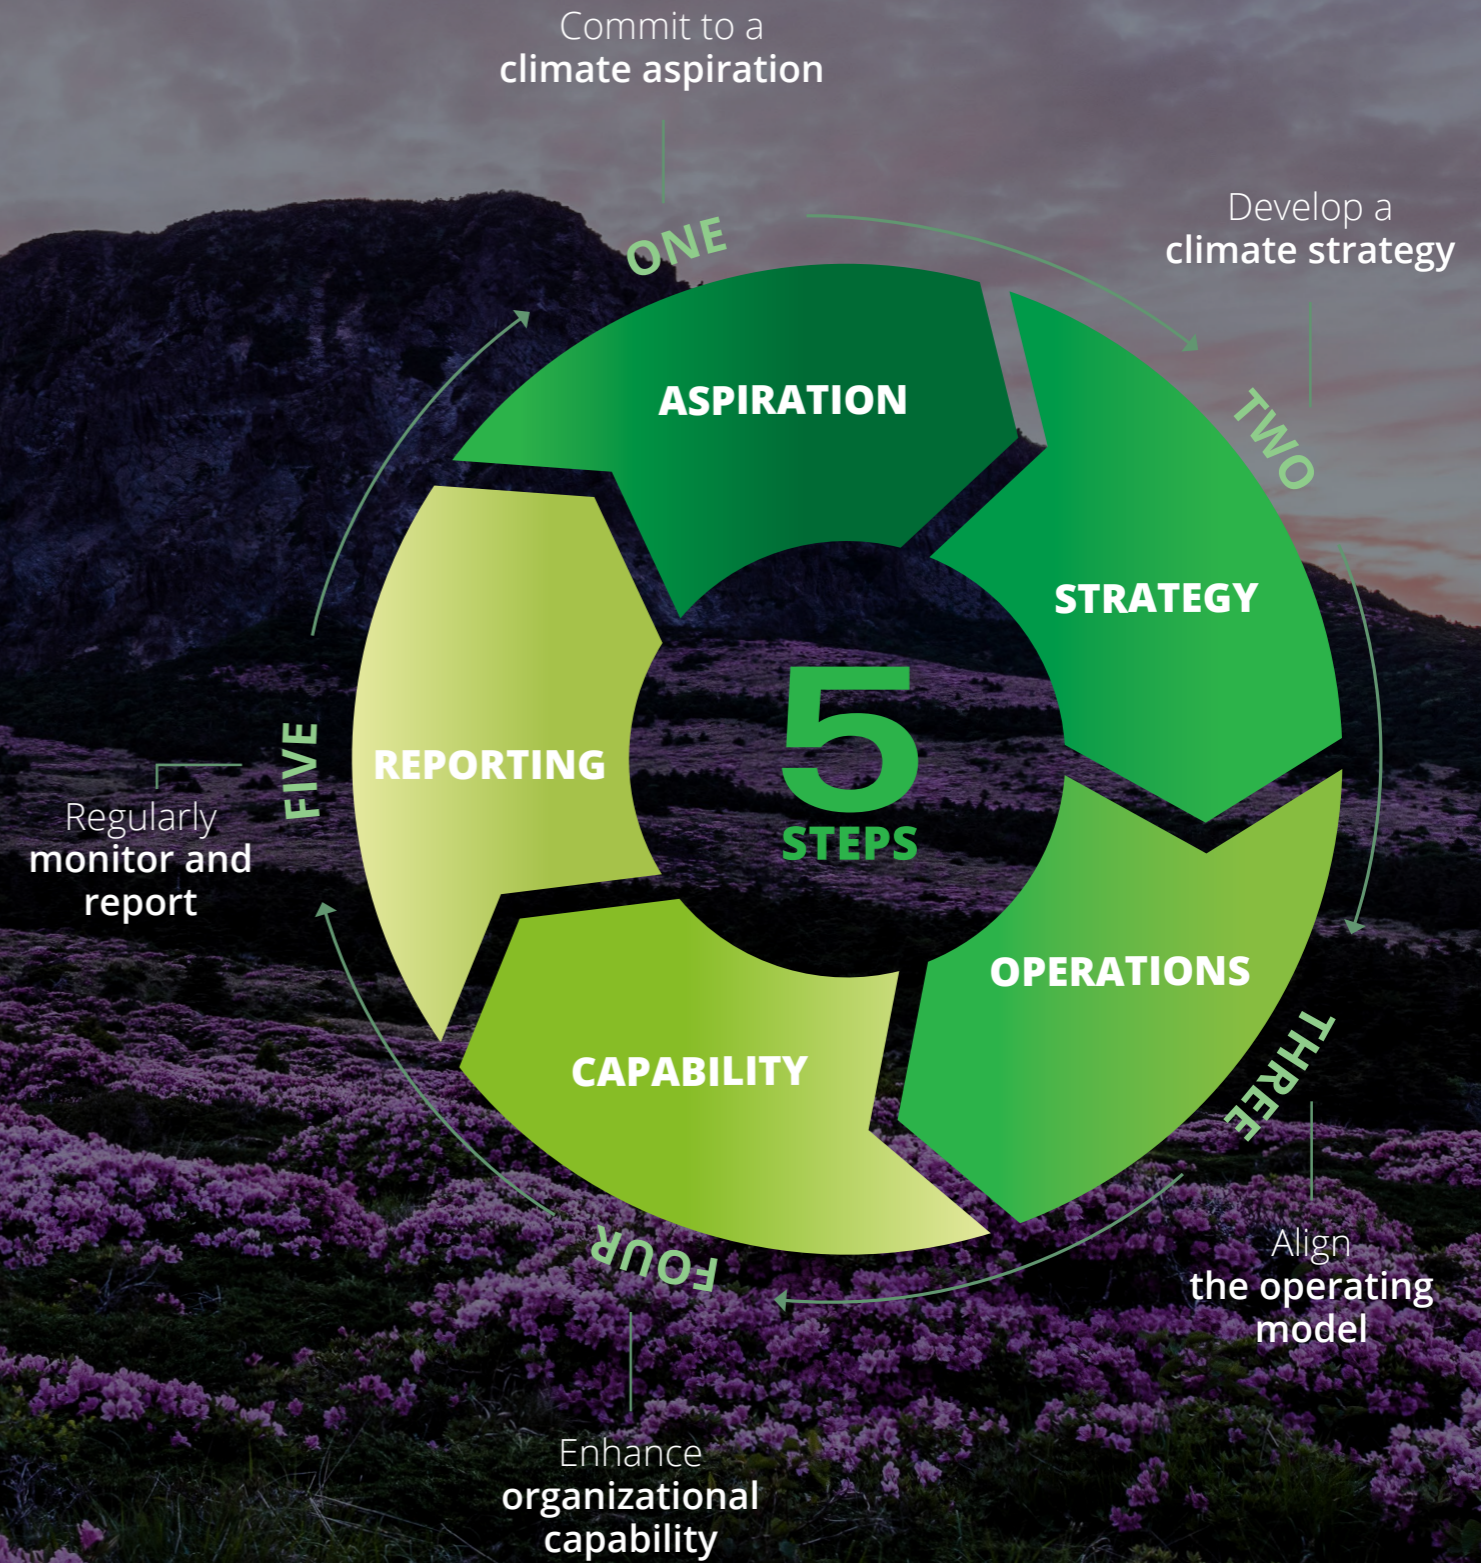 Commit to a
climate aspiration
ONE
ASPIRATION
Develop a
climate strategy
TWO
STRATEGY
5
STEPS
OPERATIONS
THREE
Align
the operating
model
CAPABILITY
FOUR
Enhance
organizational
capability
REPORTING
FIVE
Regularly
monitor and
report